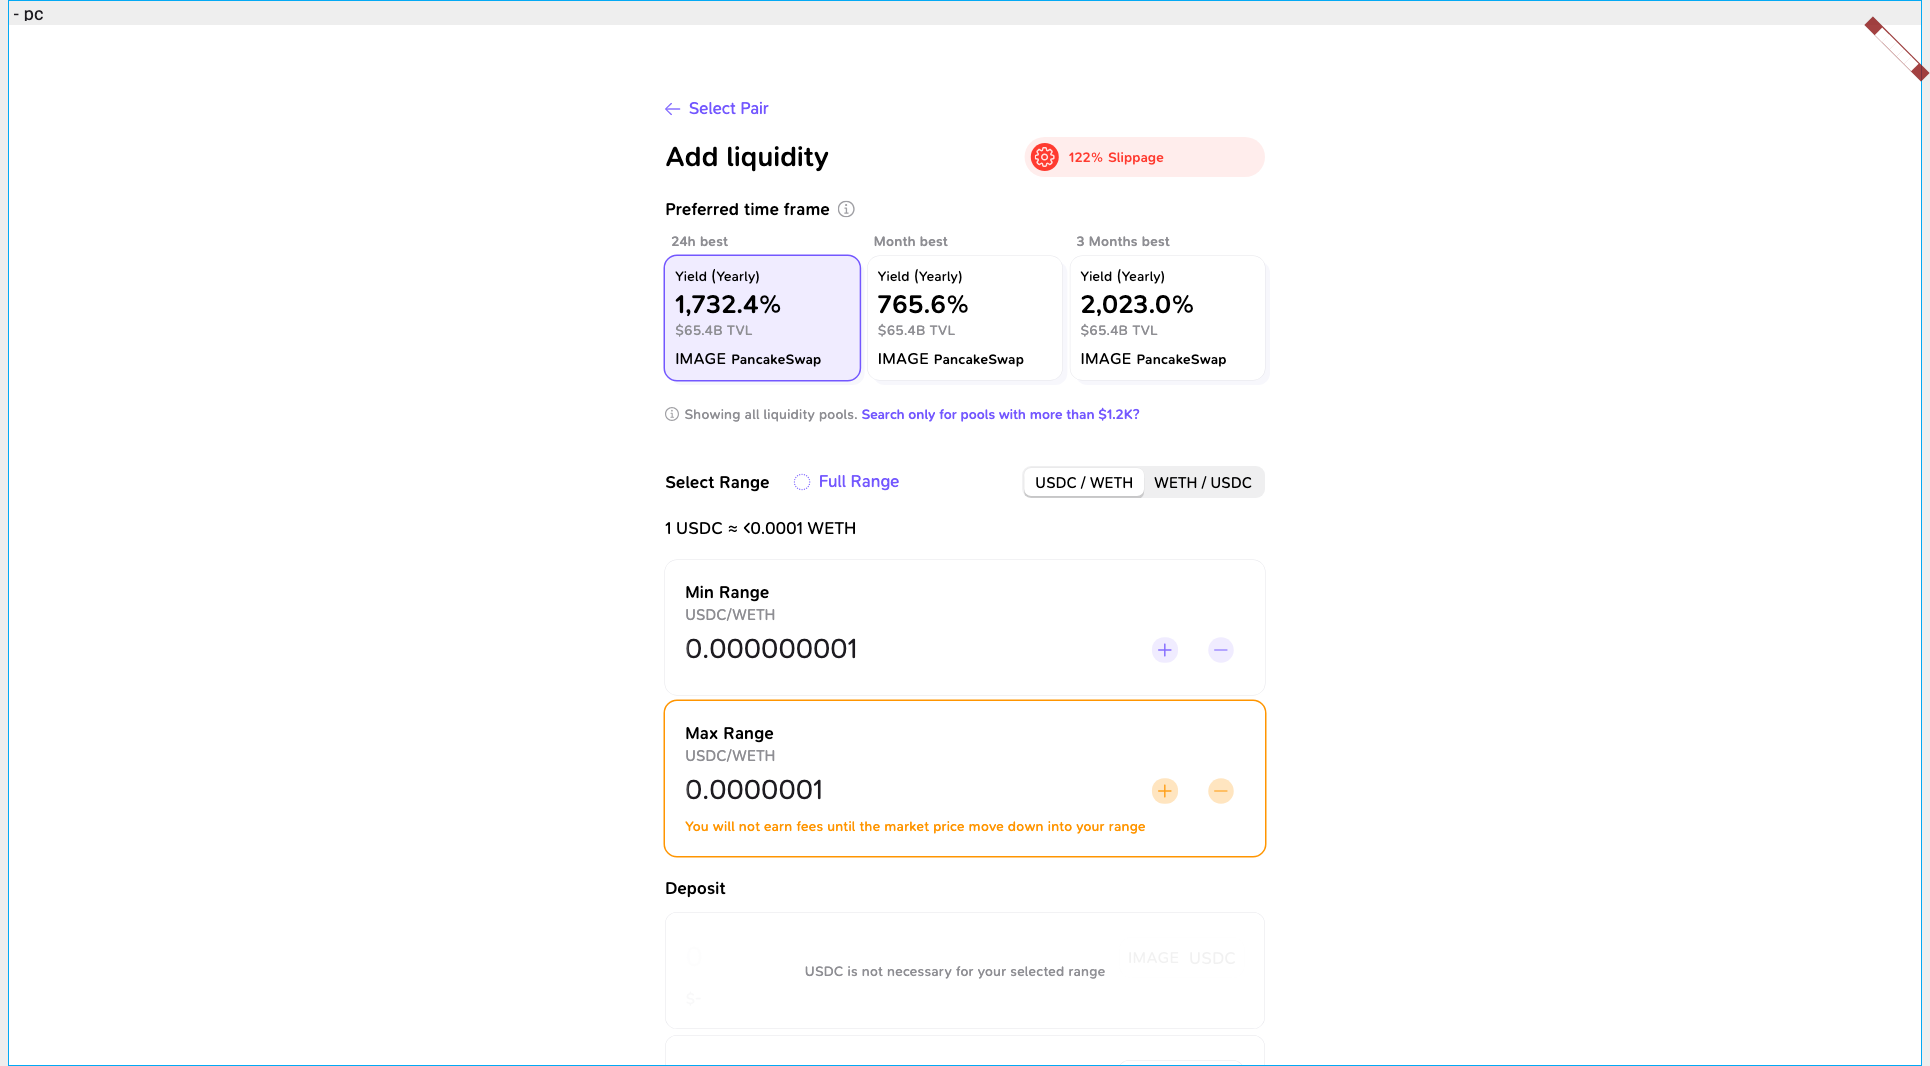 - pc
← Select Pair
Add liquidity
122% Slippage
Preferred time frame
24h best
Month best
3 Months best
Yield (Yearly)
1,732.4%
$65.4B TVL
IMAGE PancakeSwap
Yield (Yearly)
765.6%
$65.4B TVL
IMAGE PancakeSwap
Yield (Yearly)
2,023.0%
$65.4B TVL
IMAGE PancakeSwap
Showing all liquidity pools. Search only for pools with more than $1.2K?
Select Range
Full Range
USDC / WETH
WETH / USDC
1 USDC ≈ <0.0001 WETH
Min Range
USDC/WETH
0.000000001
Max Range
USDC/WETH
0.0000001
You will not earn fees until the market price move down into your range
Deposit
IMAGE USDC
USDC is not necessary for your selected range